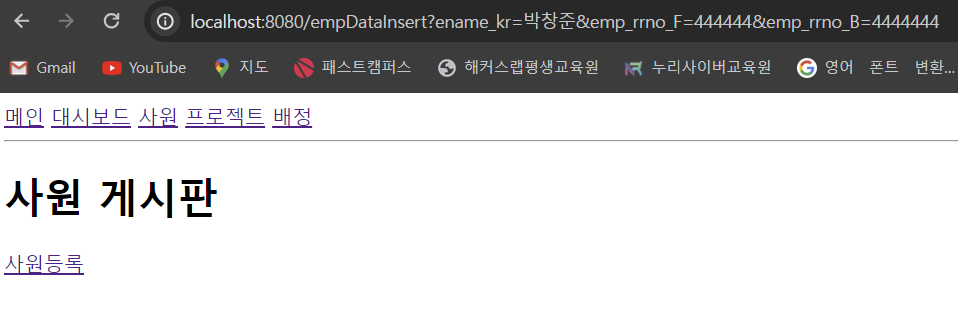 localhost:8080/empDataInsert?ename_kr=박창준&emp_rrno_F=444444&emp_rrno_B=4444444
Gmail YouTube 지도 패스트캠퍼스 해커스랩평생교육원 누리사이버교육원 영어 폰트 변환...
메인 대시보드 사원 프로젝트 배정
사원 게시판
사원등록